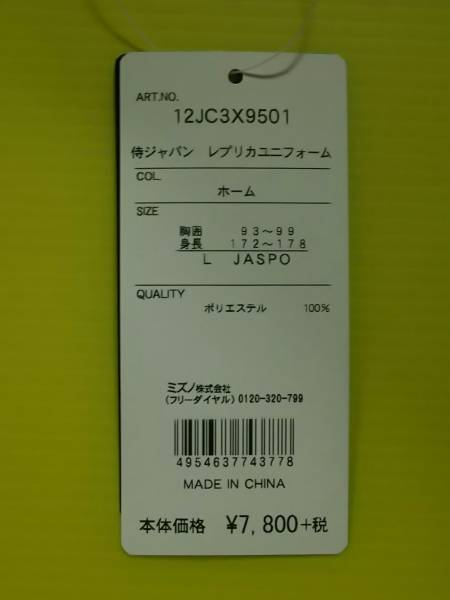 ART.NO.
12JC3X9501
侍ジャパン レプリカユニフォーム
COL.
ホーム
SIZE
胸囲 93～99
身長 172～178
L JASPO
QUALITY
ポリエステル 100%
ミズノ株式会社
(フリーダイヤル) 0120-320-799
4954637743778
MADE IN CHINA
本体価格 ¥7,800+税